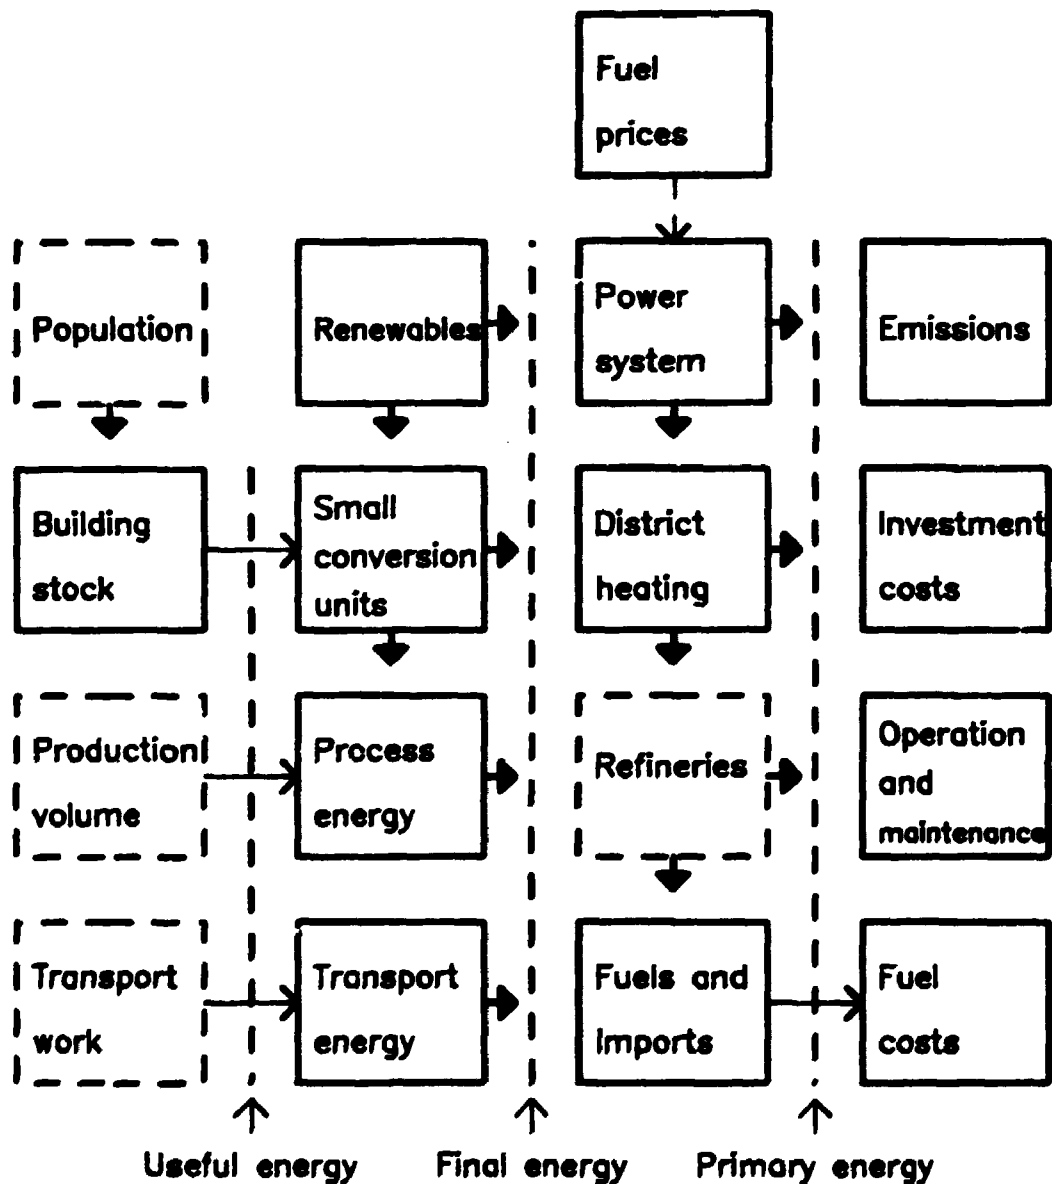 Fuel
prices
Population
Renewables
Power
system
Emissions
Building
stock
Small
conversion
units
District
heating
Investment
costs
Production
volume
Process
energy
Refineries
Operation
and
maintenance
Transport
work
Transport
energy
Fuels and
imports
Fuel
costs
Useful energy
Final energy
Primary energy